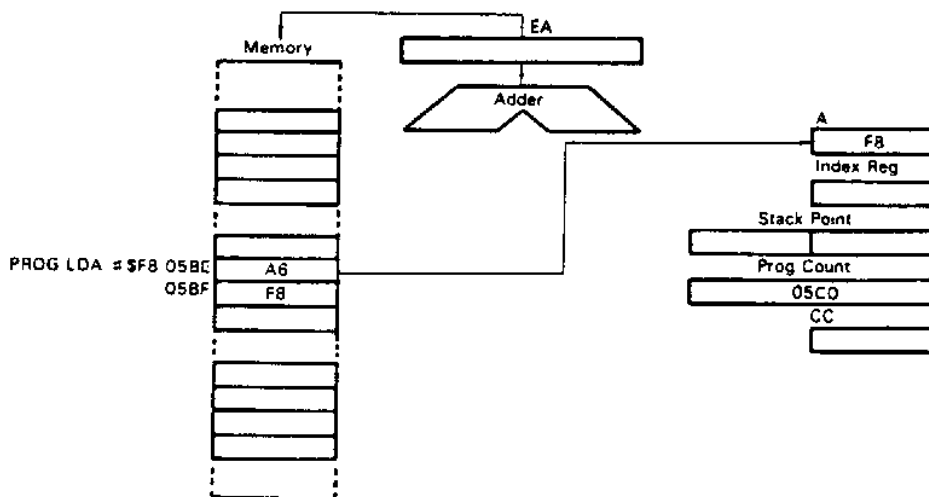 EA
Memory
Adder
A
F8
Index Reg
Stack Point
PROG LDA #$F8 05BE
A6
Prog Count
05BF
F8
05C0
CC